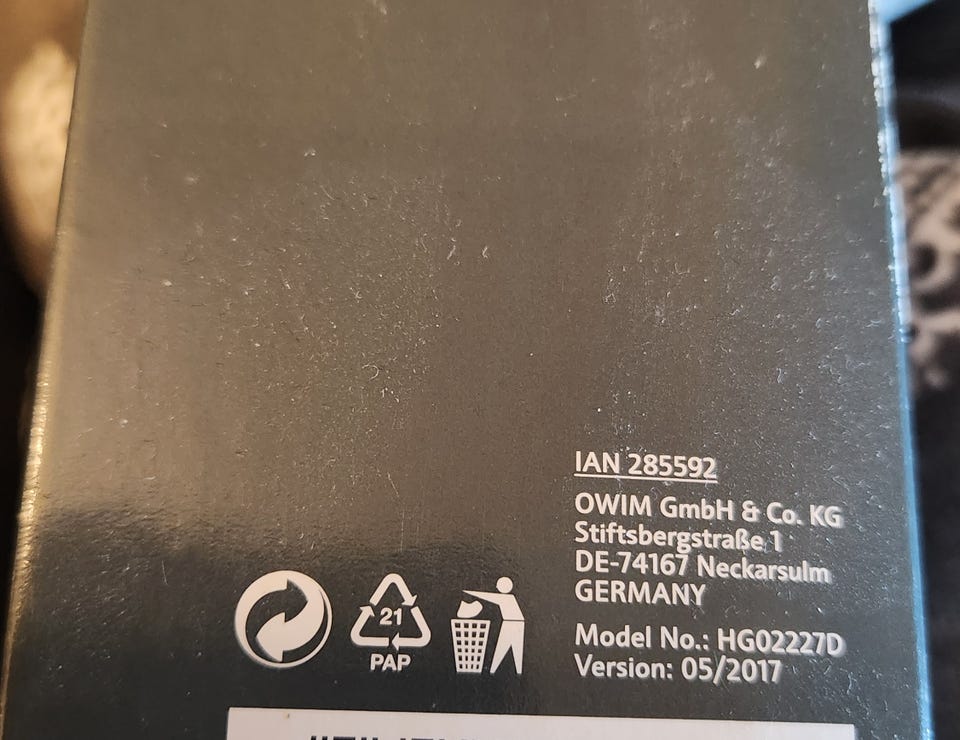 IAN 285592
OWIM GmbH & Co. KG
Stiftsbergstraße 1
DE-74167 Neckarsulm
GERMANY
21
PAP
Model No.: HG02227D
Version: 05/2017